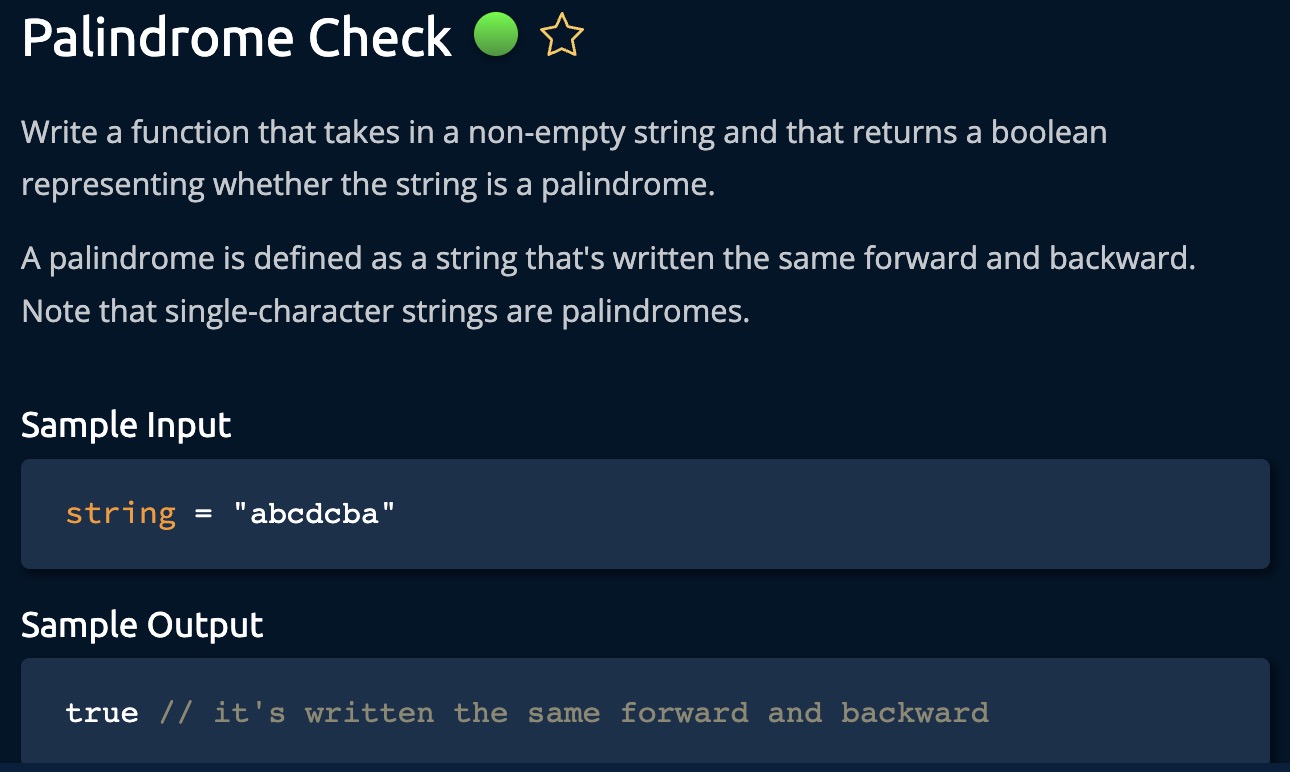 Palindrome Check
Write a function that takes in a non-empty string and that returns a boolean
representing whether the string is a palindrome.
A palindrome is defined as a string that's written the same forward and backward.
Note that single-character strings are palindromes.
Sample Input
string = "abcdcba"
Sample Output
true // it's written the same forward and backward